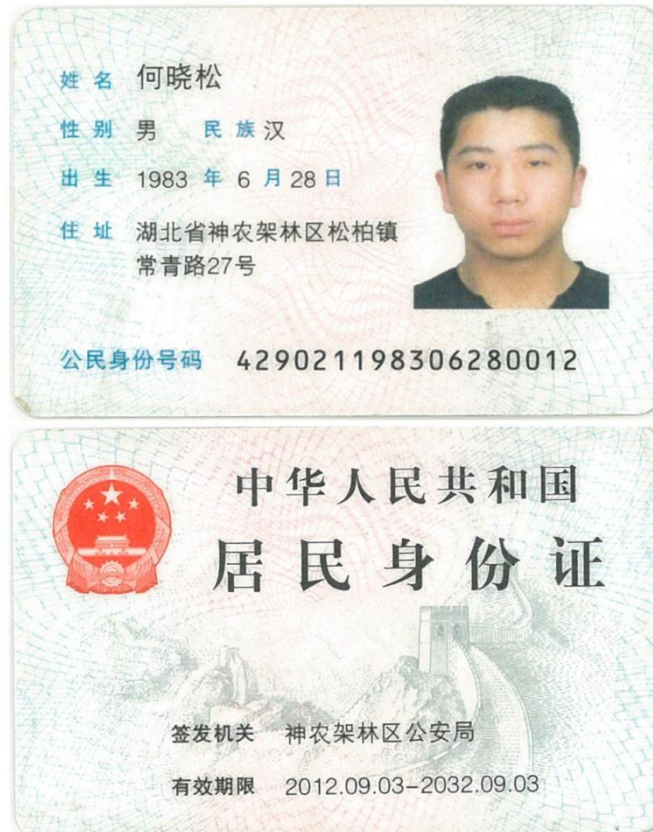 姓名 何晓松
性别 男 民族 汉
出生 1983 年 6 月 28 日
住址 湖北省神农架林区松柏镇
常青路27号
公民身份号码 429021198306280012
中华人民共和国
居民身份证
签发机关 神农架林区公安局
有效期限 2012.09.03-2032.09.03